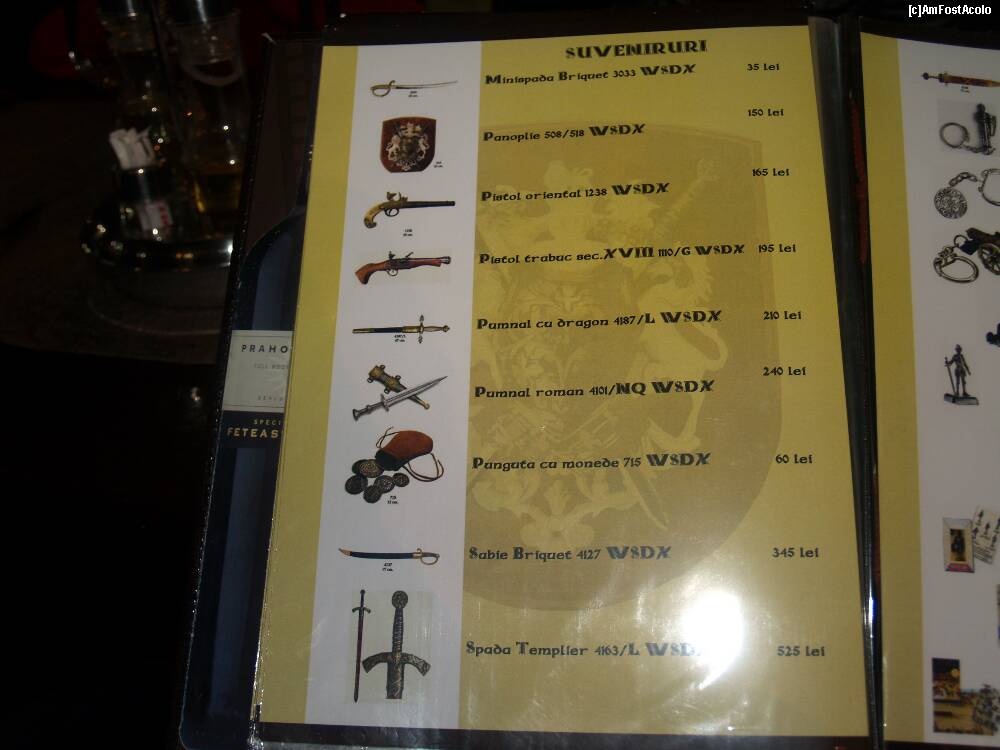 [c]AmFostAcolo
SUVENIRURI
Minispada Briquet 3033 WSDX 35 lei
Panoplie 508/518 WSDX 150 lei
Pistol oriental 1238 WSDX 165 lei
Pistol trabuc sec.XVIII 1110/G WSDX 195 lei
Pumnal cu dragon 4187/L WSDX 210 lei
Pumnal roman 4101/NQ WSDX 240 lei
Punguta cu monede 715 WSDX 60 lei
Sabie Briquet 4127 WSDX 345 lei
Spada Templier 4163/L WSD 525 lei
PRAHO
SPECI
FETEAS